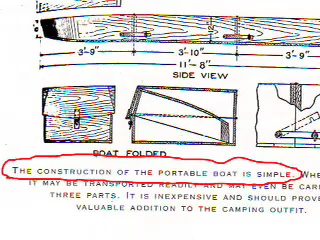 3'-9" 3'-10" 3'-9"
11'-8"
SIDE VIEW
BOAT FOLDED
THE CONSTRUCTION OF THE PORTABLE BOAT IS SIMPLE.
IT MAY BE TRANSPORTED READILY AND MAY EVEN BE
THREE PARTS. IT IS INEXPENSIVE AND SHOULD
VALUABLE ADDITION TO THE CAMPING OUTFIT.